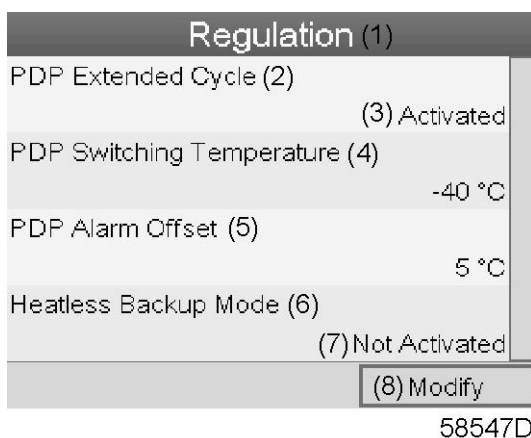 Regulation (1)
PDP Extended Cycle (2)
(3) Activated
PDP Switching Temperature (4)
-40 °C
PDP Alarm Offset (5)
5 °C
Heatless Backup Mode (6)
(7) Not Activated
(8) Modify
58547D